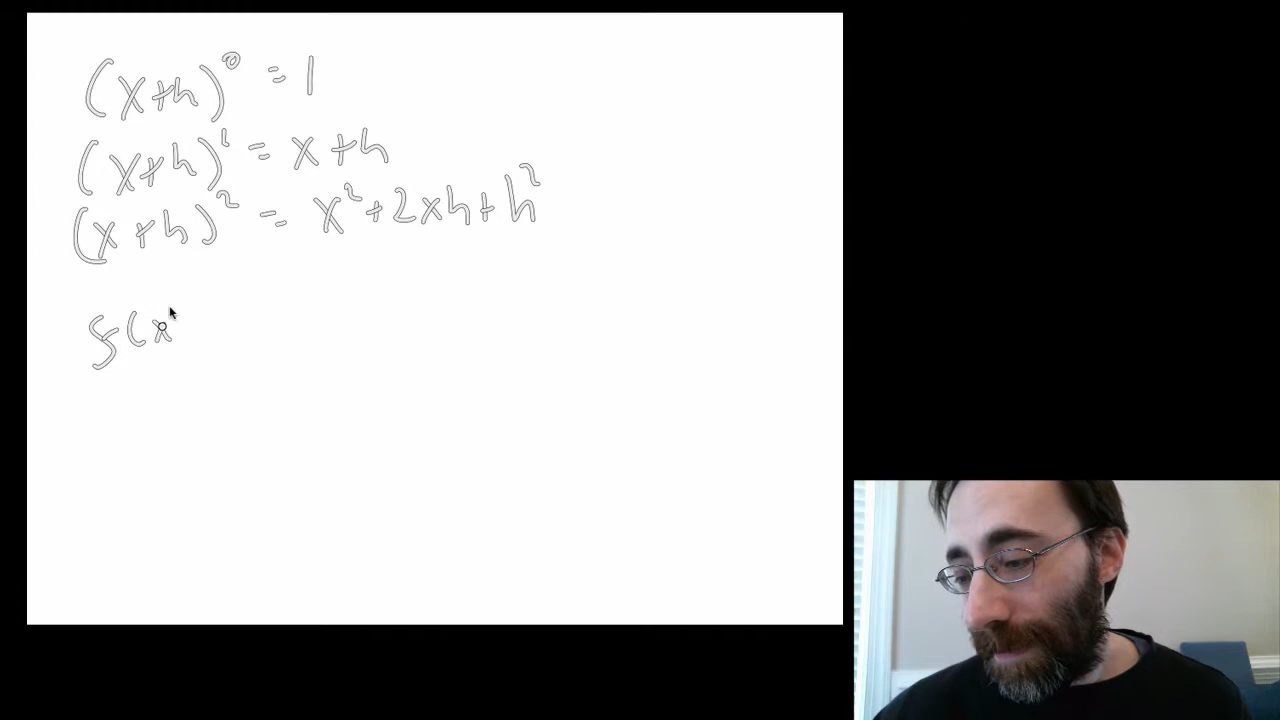 (x+h)⁰ = 1
(x+h)¹ = x+h
(x+h)² = x²+2xh+h²
f(x